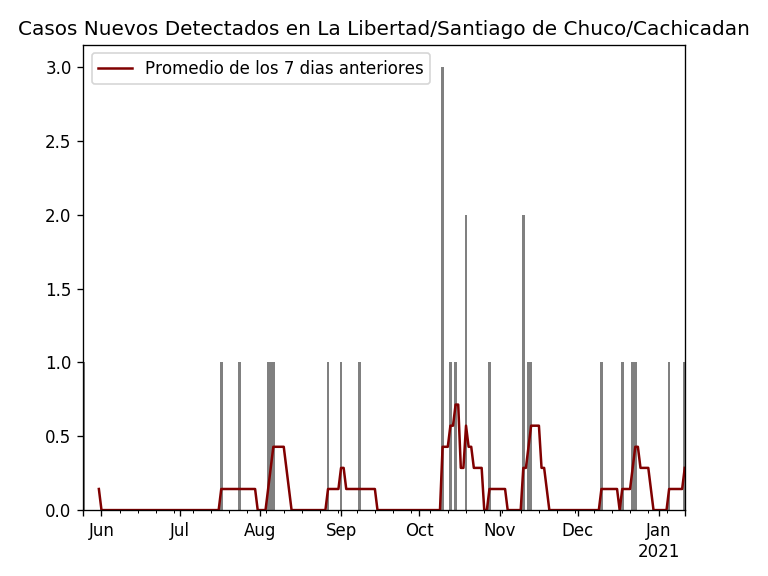 Casos Nuevos Detectados en La Libertad/Santiago de Chuco/Cachicadan
Promedio de los 7 dias anteriores
3.0
2.5
2.0
1.5
1.0
0.5
0.0
Jun Jul Aug Sep Oct Nov Dec Jan
2021